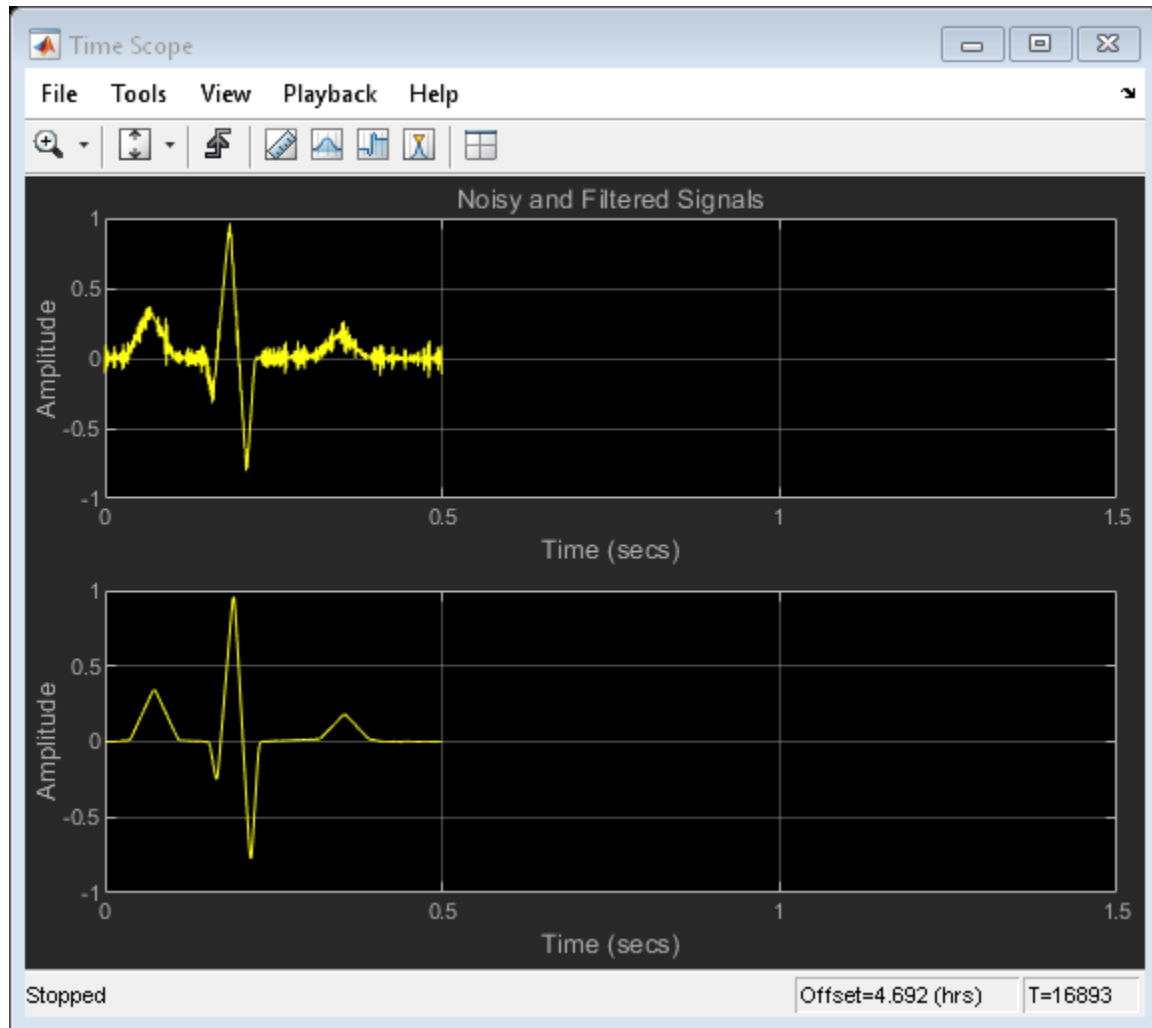 Time Scope
File Tools View Playback Help
Noisy and Filtered Signals
1
0.5
0
-0.5
-1
Amplitude
0 0.5 1 1.5
Time (secs)
1
0.5
0
-0.5
-1
Amplitude
0 0.5 1 1.5
Time (secs)
Stopped Offset=4.692 (hrs) T=16893